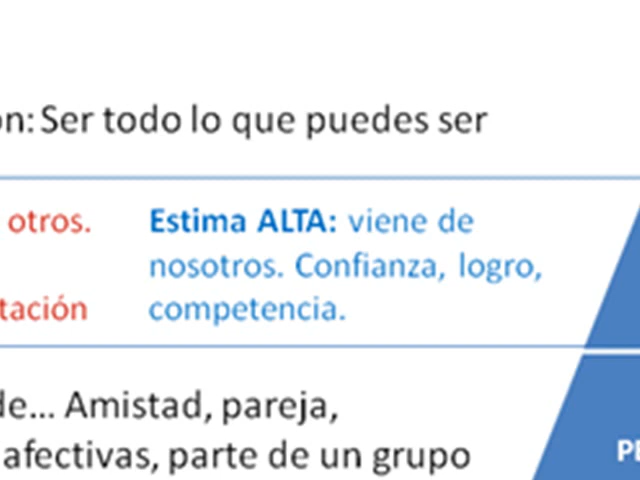 ón: Ser todo lo que puedes ser
otros.
tación
Estima ALTA: viene de
nosotros. Confianza, logro,
competencia.
de... Amistad, pareja,
afectivas, parte de un grupo
PE